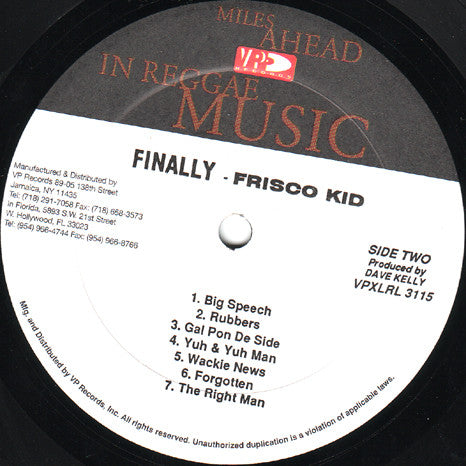 MILES
AHEAD
VP
RECORDS
IN REGGAE
MUSIC
FINALLY - FRISCO KID
Manufactured & Distributed by
VP Records 89-05 138th Street
Jamaica, NY 11435
Tel: (718) 291-7058 Fax: (718) 658-3573
in Florida, 5893 S.W. 21st Street
W. Hollywood, FL 33023
Tel: (954) 966-4744 Fax: (954) 966-8766
SIDE TWO
Produced by
DAVE KELLY
VPXLRL 3115
1. Big Speech
2. Rubbers
3. Gal Pon De Side
4. Yuh & Yuh Man
5. Wackie News
6. Forgotten
7. The Right Man
Mfg. and Distributed by VP Records, Inc. All rights reserved. Unauthorized duplication is a violation of applicable laws.